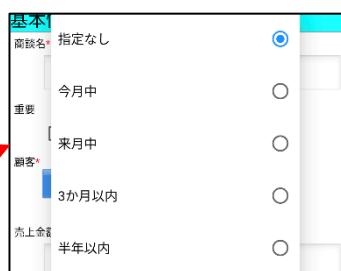 基本
商談名*
指定なし
今月中
重要
来月中
顧客*
3か月以内
売上金
半年以内